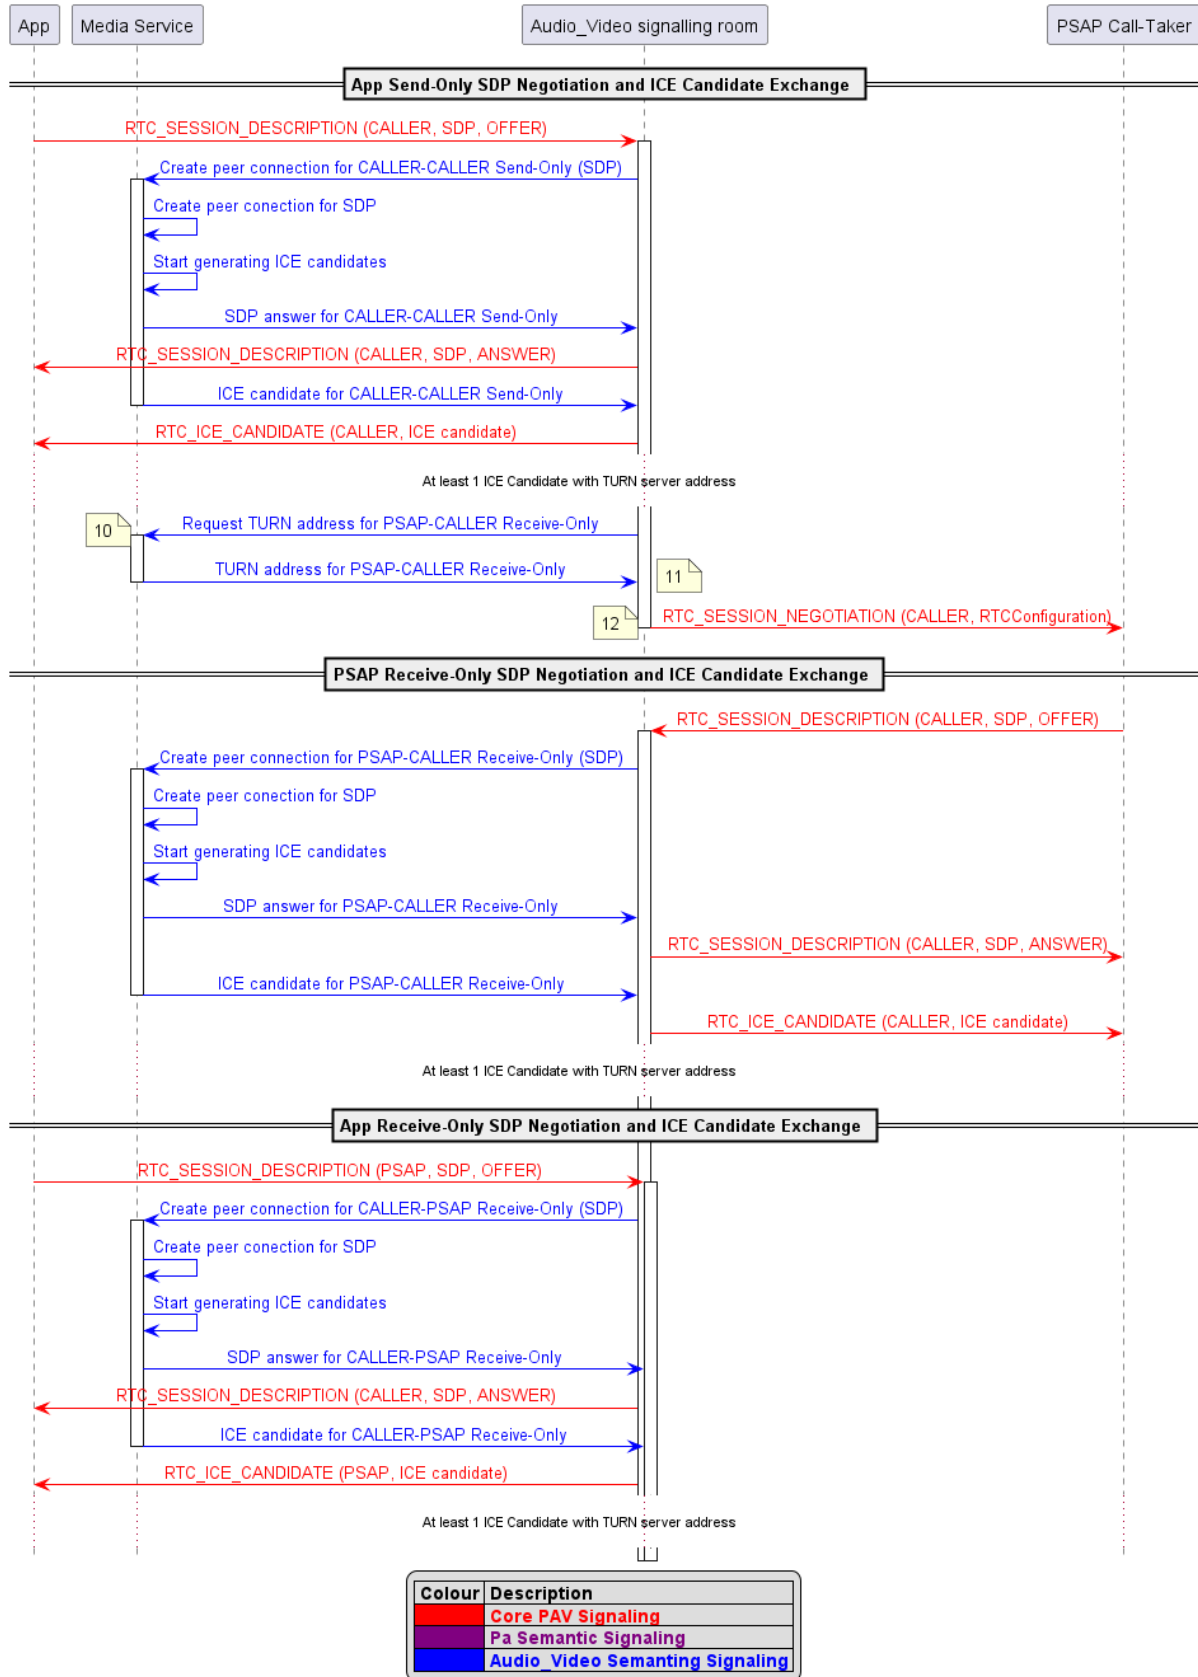 App
Media Service
Audio_Video signalling room
PSAP Call-Taker
App Send-Only SDP Negotiation and ICE Candidate Exchange
RTC_SESSION_DESCRIPTION (CALLER, SDP, OFFER)
Create peer connection for CALLER-CALLER Send-Only (SDP)
Create peer conection for SDP
Start generating ICE candidates
SDP answer for CALLER-CALLER Send-Only
RTC_SESSION_DESCRIPTION (CALLER, SDP, ANSWER)
ICE candidate for CALLER-CALLER Send-Only
RTC_ICE_CANDIDATE (CALLER, ICE candidate)
At least 1 ICE Candidate with TURN server address
10
Request TURN address for PSAP-CALLER Receive-Only
TURN address for PSAP-CALLER Receive-Only
11
12
RTC_SESSION_NEGOTIATION (CALLER, RTCConfiguration)
PSAP Receive-Only SDP Negotiation and ICE Candidate Exchange
RTC_SESSION_DESCRIPTION (CALLER, SDP, OFFER)
Create peer connection for PSAP-CALLER Receive-Only (SDP)
Create peer conection for SDP
Start generating ICE candidates
SDP answer for PSAP-CALLER Receive-Only
RTC_SESSION_DESCRIPTION (CALLER, SDP, ANSWER)
ICE candidate for PSAP-CALLER Receive-Only
RTC_ICE_CANDIDATE (CALLER, ICE candidate)
At least 1 ICE Candidate with TURN server address
App Receive-Only SDP Negotiation and ICE Candidate Exchange
RTC_SESSION_DESCRIPTION (PSAP, SDP, OFFER)
Create peer connection for CALLER-PSAP Receive-Only (SDP)
Create peer conection for SDP
Start generating ICE candidates
SDP answer for CALLER-PSAP Receive-Only
RTC_SESSION_DESCRIPTION (CALLER, SDP, ANSWER)
ICE candidate for CALLER-PSAP Receive-Only
RTC_ICE_CANDIDATE (PSAP, ICE candidate)
At least 1 ICE Candidate with TURN server address
Colour Description
Core PAV Signaling
Pa Semantic Signaling
Audio_Video Semanting Signaling